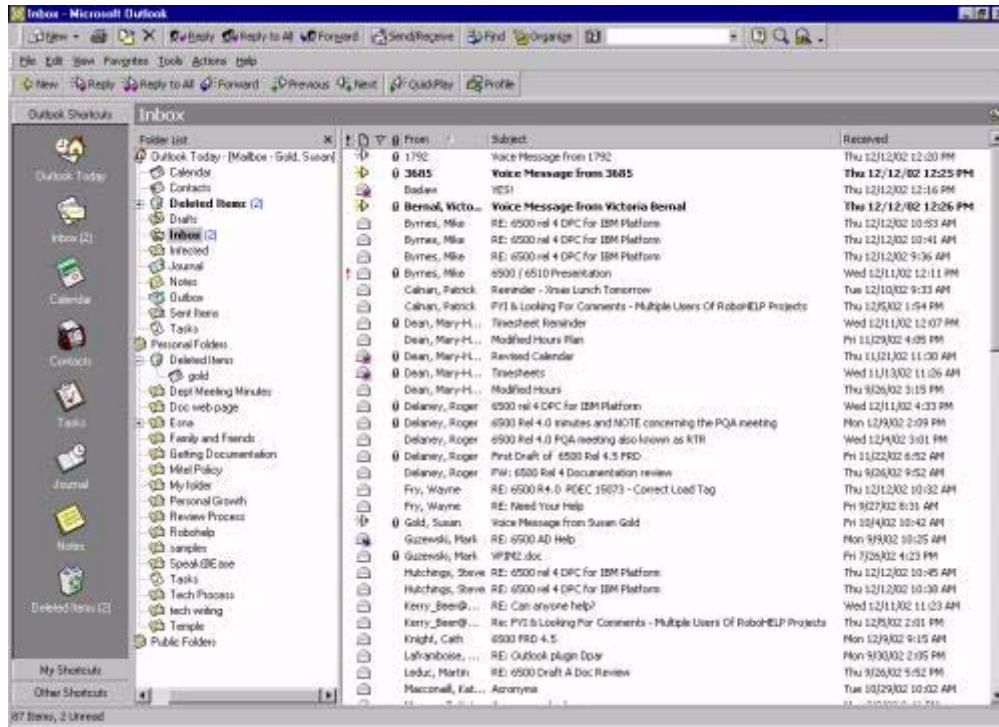 Inbox - Microsoft Outlook
New Reply Reply to All Forward Send/Receive Find Organize
File Edit View Favorites Tools Actions Help
New Reply Reply to All Forward Previous Next QuickPlay Profile
Outlook Shortcuts
Outlook Today
Inbox (2)
Calendar
Contacts
Tasks
Journal
Notes
Deleted Items (2)
My Shortcuts
Other Shortcuts
Inbox
Folder List
Outlook Today - [Mailbox - Gold, Susan]
Calendar
Contacts
Deleted Items (2)
Drafts
Inbox (2)
Infected
Journal
Notes
Outbox
Sent Items
Tasks
Personal Folders
Deleted Items
gold
Dept Meeting Minutes
Doc web page
Esna
Family and Friends
Getting Documentation
Mitel Policy
My folder
Personal Growth
Review Process
Robohelp
samples
Speak@Ease
Tasks
Tech Process
tech writing
Temple
Public Folders
From Subject Received
1792 Voice Message from 1792 Thu 12/12/02 12:20 PM
3685 Voice Message from 3685 Thu 12/12/02 12:25 PM
Badaw YES! Thu 12/12/02 12:16 PM
Bernal, Victo... Voice Message from Victoria Bernal Thu 12/12/02 12:26 PM
Byrnes, Mike RE: 6500 rel 4 DPC for IBM Platform Thu 12/12/02 10:53 AM
Byrnes, Mike RE: 6500 rel 4 DPC for IBM Platform Thu 12/12/02 10:41 AM
Byrnes, Mike RE: 6500 rel 4 DPC for IBM Platform Thu 12/12/02 9:36 AM
Byrnes, Mike 6500 / 6510 Presentation Wed 12/11/02 12:11 PM
Calnan, Patrick Reminder - Xmas Lunch Tomorrow Tue 12/10/02 9:33 AM
Calnan, Patrick FYI & Looking For Comments - Multiple Users Of RoboHELP Projects Thu 12/5/02 1:54 PM
Dean, Mary-H... Timesheet Reminder Wed 12/11/02 12:07 PM
Dean, Mary-H... Modified Hours Plan Fri 11/29/02 4:05 PM
Dean, Mary-H... Revised Calendar Thu 11/21/02 11:30 AM
Dean, Mary-H... Timesheets Wed 11/13/02 11:26 AM
Dean, Mary-H... Modified Hours Thu 9/26/02 3:15 PM
Delaney, Roger 6500 rel 4 DPC for IBM Platform Wed 12/11/02 4:33 PM
Delaney, Roger 6500 Rel 4.0 minutes and NOTE concerning the PQA meeting Mon 12/9/02 2:09 PM
Delaney, Roger 6500 Rel 4.0 PQA meeting also known as RTR Wed 12/4/02 3:01 PM
Delaney, Roger First Draft of 6500 Rel 4.5 PRD Fri 11/22/02 6:52 AM
Delaney, Roger FW: 6500 Rel 4 Documentation review Thu 9/26/02 9:52 AM
Fry, Wayne RE: 6500 R4.0 PDEC 15073 - Correct Load Tag Thu 12/12/02 10:32 AM
Fry, Wayne RE: Need Your Help Fri 9/27/02 8:31 AM
Gold, Susan Voice Message from Susan Gold Fri 10/4/02 10:42 AM
Guzewski, Mark RE: 6500 AD Help Mon 9/9/02 10:25 AM
Guzewski, Mark VPIM2.doc Fri 7/26/02 4:23 PM
Hutchings, Steve RE: 6500 rel 4 DPC for IBM Platform Thu 12/12/02 10:45 AM
Hutchings, Steve RE: 6500 rel 4 DPC for IBM Platform Thu 12/12/02 10:38 AM
Kerry_Beer@... RE: Can anyone help? Wed 12/11/02 11:23 AM
Kerry_Beer@... Re: FYI & Looking For Comments - Multiple Users Of RoboHELP Projects Thu 12/5/02 2:01 PM
Knight, Cath 6500 PRD 4.5 Mon 12/9/02 9:15 AM
Laframboise, ... RE: Outlook plugin Dpar Mon 9/30/02 2:05 PM
Leduc, Martin RE: 6500 Draft A Doc Review Thu 9/26/02 5:52 PM
Macconall, Kat... Acronyms Tue 10/29/02 10:02 AM
87 Items, 2 Unread